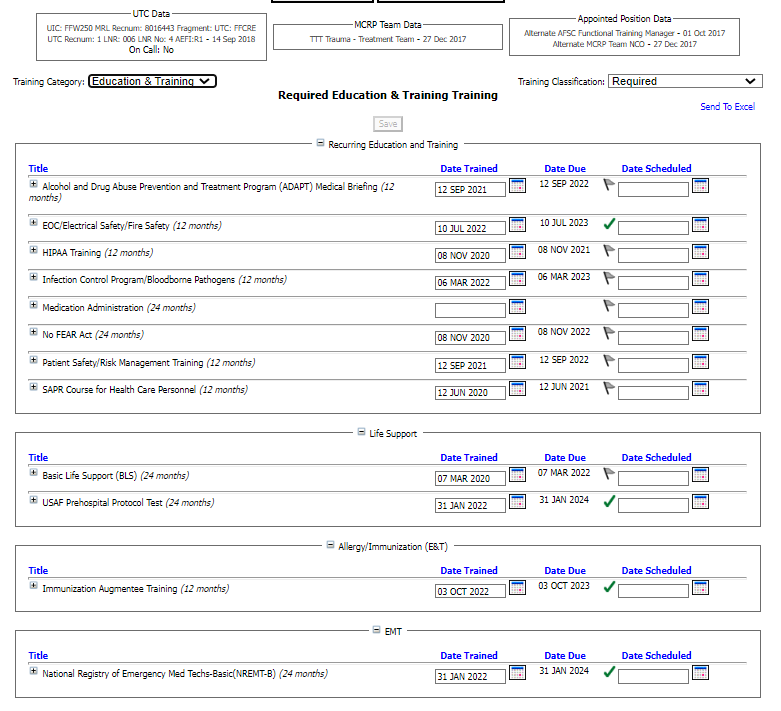 UTC Data
UIC: FFW250 MRL Recnum: 8016443 Fragment: UTC: FFCRE
UTC Recnum: 1 LNR: 006 LNR No: 4 AEFI:R1 - 14 Sep 2018
On Call: No
MCRP Team Data
TTT Trauma - Treatment Team - 27 Dec 2017
Appointed Position Data
Alternate AFSC Functional Training Manager - 01 Oct 2017
Alternate MCRP Team NCO - 27 Dec 2017
Training Category: Education & Training
Training Classification: Required
Required Education & Training Training
Send To Excel
Save
Recurring Education and Training
Title Date Trained Date Due Date Scheduled
Alcohol and Drug Abuse Prevention and Treatment Program (ADAPT) Medical Briefing (12 12 SEP 2021 12 SEP 2022
months)
EOC/Electrical Safety/Fire Safety (12 months) 10 JUL 2022 10 JUL 2023
HIPAA Training (12 months) 08 NOV 2020 08 NOV 2021
Infection Control Program/Bloodborne Pathogens (12 months) 06 MAR 2022 06 MAR 2023
Medication Administration (24 months)
No FEAR Act (24 months) 08 NOV 2020 08 NOV 2022
Patient Safety/Risk Management Training (12 months) 12 SEP 2021 12 SEP 2022
SAPR Course for Health Care Personnel (12 months) 12 JUN 2020 12 JUN 2021
Life Support
Title Date Trained Date Due Date Scheduled
Basic Life Support (BLS) (24 months) 07 MAR 2020 07 MAR 2022
USAF Prehospital Protocol Test (24 months) 31 JAN 2022 31 JAN 2024
Allergy/Immunization (E&T)
Title Date Trained Date Due Date Scheduled
Immunization Augmentee Training (12 months) 03 OCT 2022 03 OCT 2023
EMT
Title Date Trained Date Due Date Scheduled
National Registry of Emergency Med Techs-Basic(NREMT-B) (24 months) 31 JAN 2022 31 JAN 2024